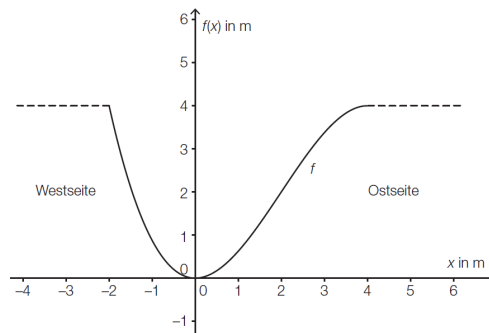 f(x) in m
6
5
4
3
2
1
0
–1
Westseite
f
Ostseite
x in m
–4 –3 –2 –1 0 1 2 3 4 5 6